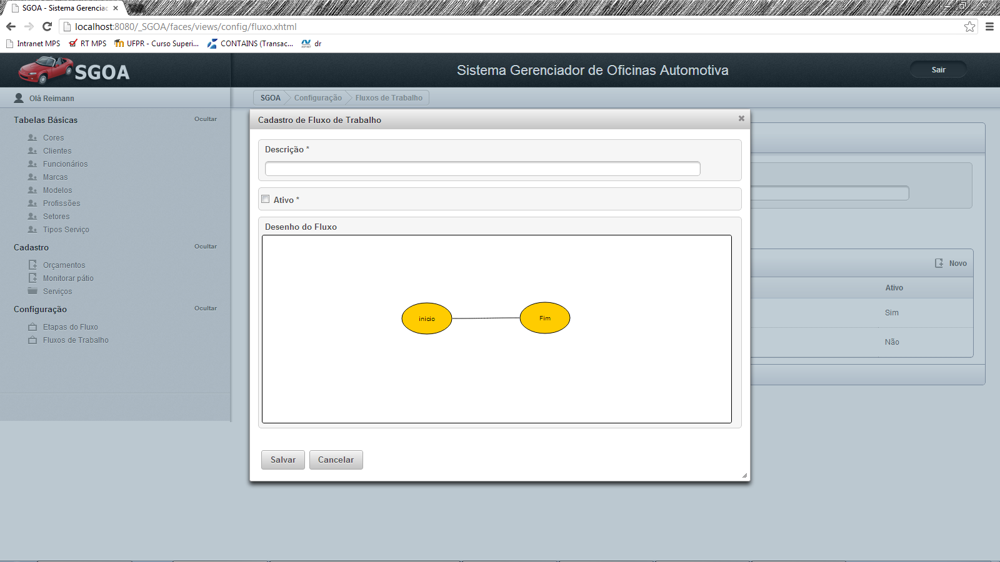 SGOA - Sistema Gerenciac
localhost:8080/_SGOA/faces/views/config/fluxo.xhtml
Intranet MPS RT MPS UFPR - Curso Superi... CONTAINS (Transac... dr
SGOA
Sistema Gerenciador de Oficinas Automotiva
Sair
Olá Reimann
SGOA Configuração Fluxos de Trabalho
Tabelas Básicas Ocultar
Cores
Clientes
Funcionários
Marcas
Modelos
Profissões
Setores
Tipos Serviço
Cadastro Ocultar
Orçamentos
Monitorar pátio
Serviços
Configuração Ocultar
Etapas do Fluxo
Fluxos de Trabalho
Cadastro de Fluxo de Trabalho
Descrição *
Ativo *
Desenho do Fluxo
inicio Fim
Salvar Cancelar
Novo
Ativo
Sim
Não